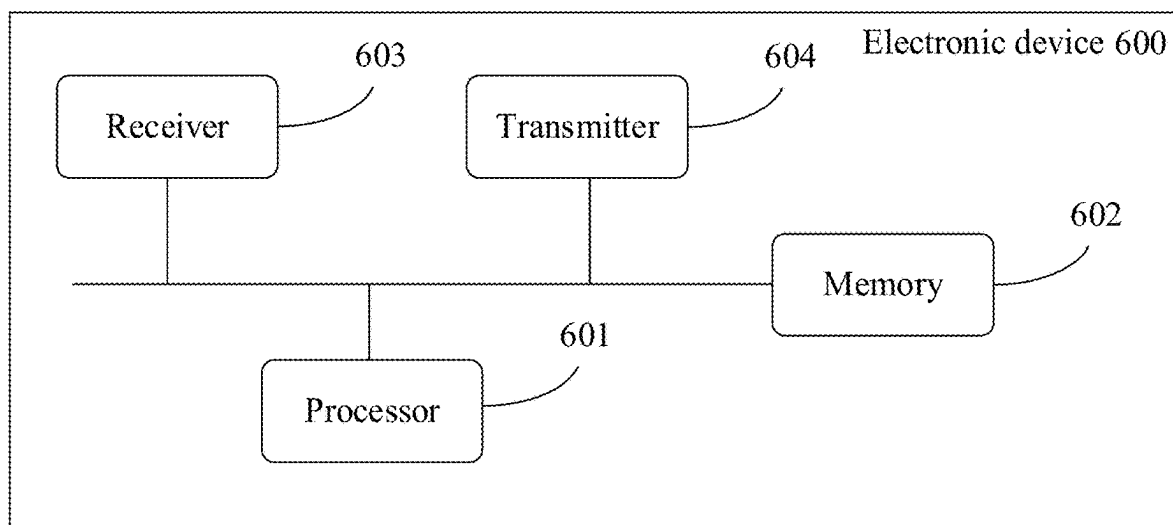 Electronic device 600
603
604
Receiver
Transmitter
602
Memory
601
Processor